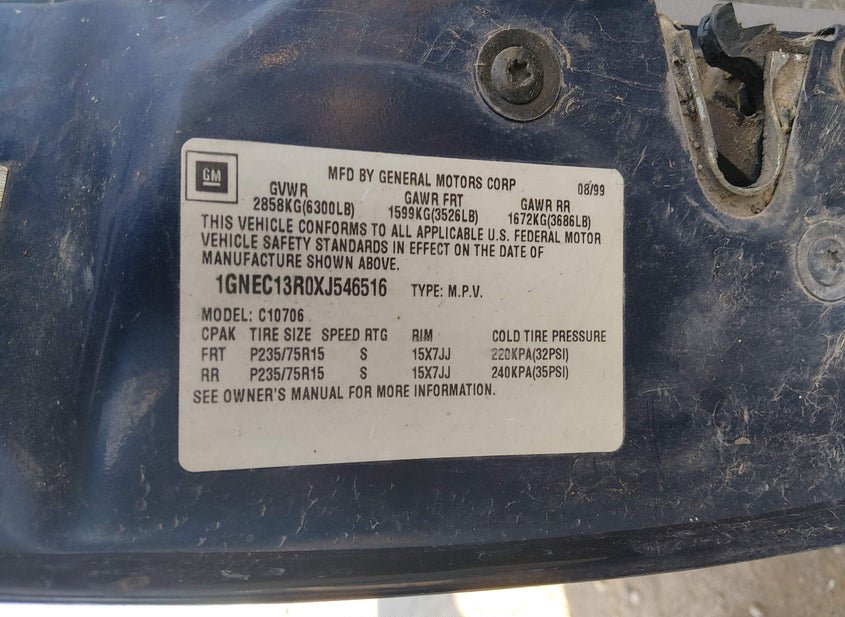 GM
MFD BY GENERAL MOTORS CORP 08/99
GVWR GAWR FRT GAWR RR
2858KG(6300LB) 1599KG(3526LB) 1672KG(3686LB)
THIS VEHICLE CONFORMS TO ALL APPLICABLE U.S. FEDERAL MOTOR
VEHICLE SAFETY STANDARDS IN EFFECT ON THE DATE OF
MANUFACTURE SHOWN ABOVE.
1GNEC13R0XJ546516 TYPE: M.P.V.
MODEL: C10706
CPAK TIRE SIZE SPEED RTG RIM COLD TIRE PRESSURE
FRT P235/75R15 S 15X7JJ 220KPA(32PSI)
RR P235/75R15 S 15X7JJ 240KPA(35PSI)
SEE OWNER'S MANUAL FOR MORE INFORMATION.